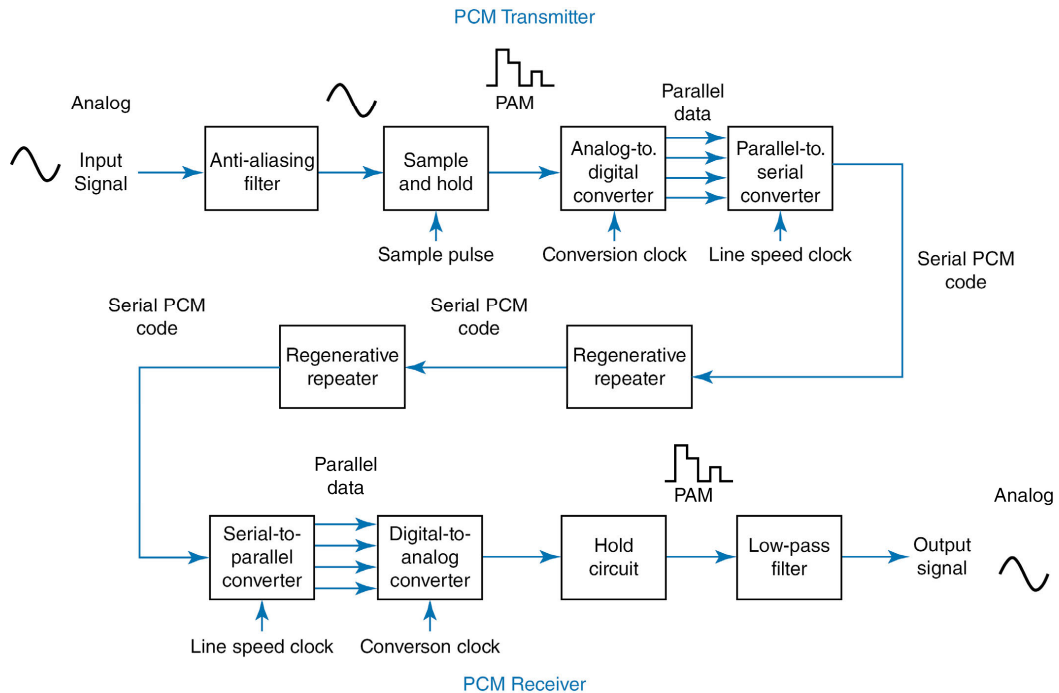 PCM Transmitter
PAM
Analog
Parallel
data
Input
Signal
Anti-aliasing
filter
Sample
and hold
Analog-to.
digital
converter
Parallel-to.
serial
converter
Sample pulse
Conversion clock
Line speed clock
Serial PCM
code
Serial PCM
code
Serial PCM
code
Regenerative
repeater
Regenerative
repeater
Parallel
data
PAM
Analog
Serial-to-
parallel
converter
Digital-to-
analog
converter
Hold
circuit
Low-pass
filter
Output
signal
Line speed clock
Converson clock
PCM Receiver